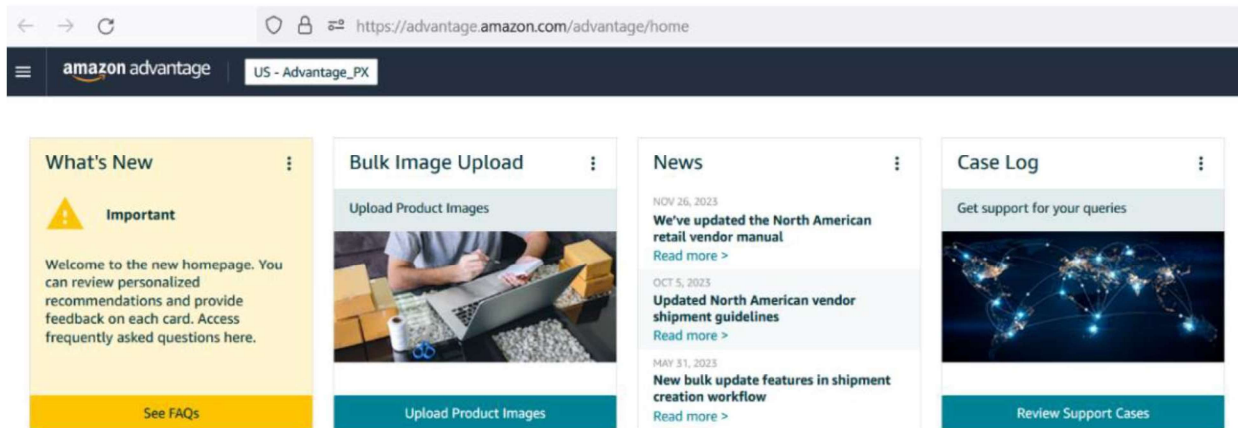 https://advantage.amazon.com/advantage/home
amazon advantage
US - Advantage_PX
What's New
Important
Welcome to the new homepage. You
can review personalized
recommendations and provide
feedback on each card. Access
frequently asked questions here.
See FAQs
Bulk Image Upload
Upload Product Images
Upload Product Images
News
NOV 26, 2023
We've updated the North American
retail vendor manual
Read more >
OCT 5, 2023
Updated North American vendor
shipment guidelines
Read more >
MAY 31, 2023
New bulk update features in shipment
creation workflow
Read more >
Case Log
Get support for your queries
Review Support Cases